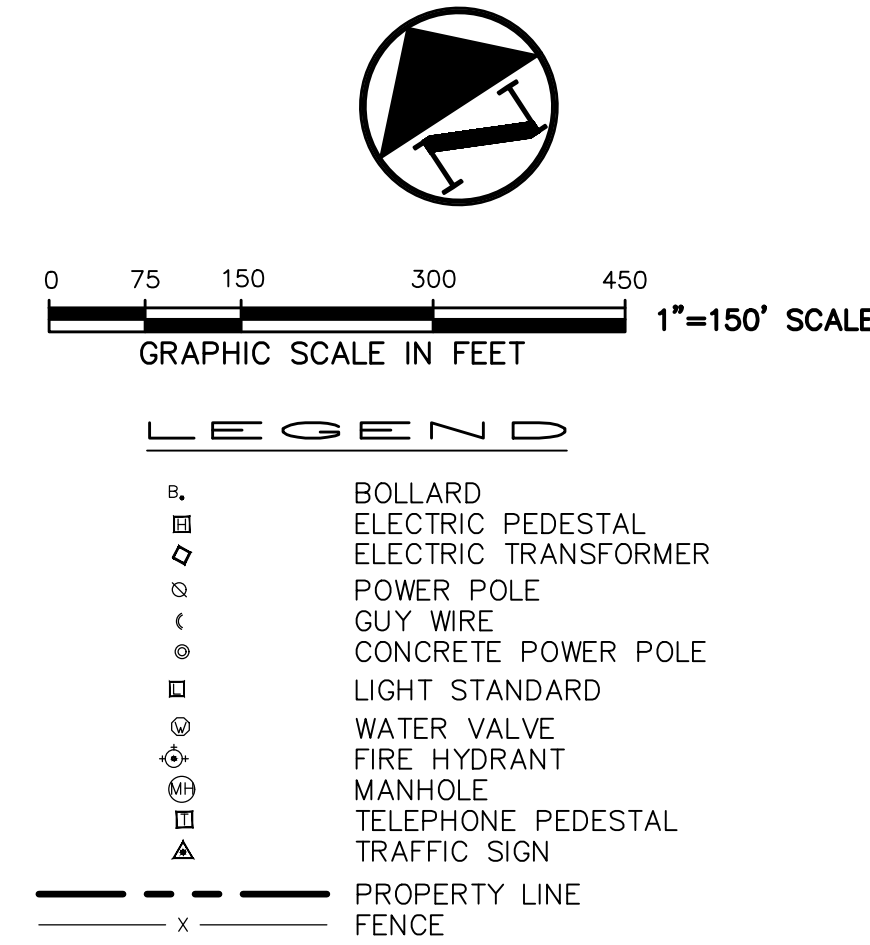 N
0 75 150 300 450
1"=150' SCALE
GRAPHIC SCALE IN FEET
LEGEND
B. BOLLARD
H ELECTRIC PEDESTAL
ELECTRIC TRANSFORMER
POWER POLE
GUY WIRE
CONCRETE POWER POLE
L LIGHT STANDARD
W WATER VALVE
FIRE HYDRANT
MH MANHOLE
T TELEPHONE PEDESTAL
TRAFFIC SIGN
PROPERTY LINE
X FENCE